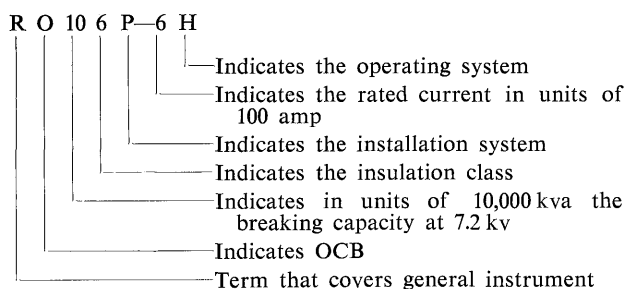 R O 10 6 P—6 H
Indicates the operating system
Indicates the rated current in units of
100 amp
Indicates the installation system
Indicates the insulation class
Indicates in units of 10,000 kva the
breaking capacity at 7.2 kv
Indicates OCB
Term that covers general instrument